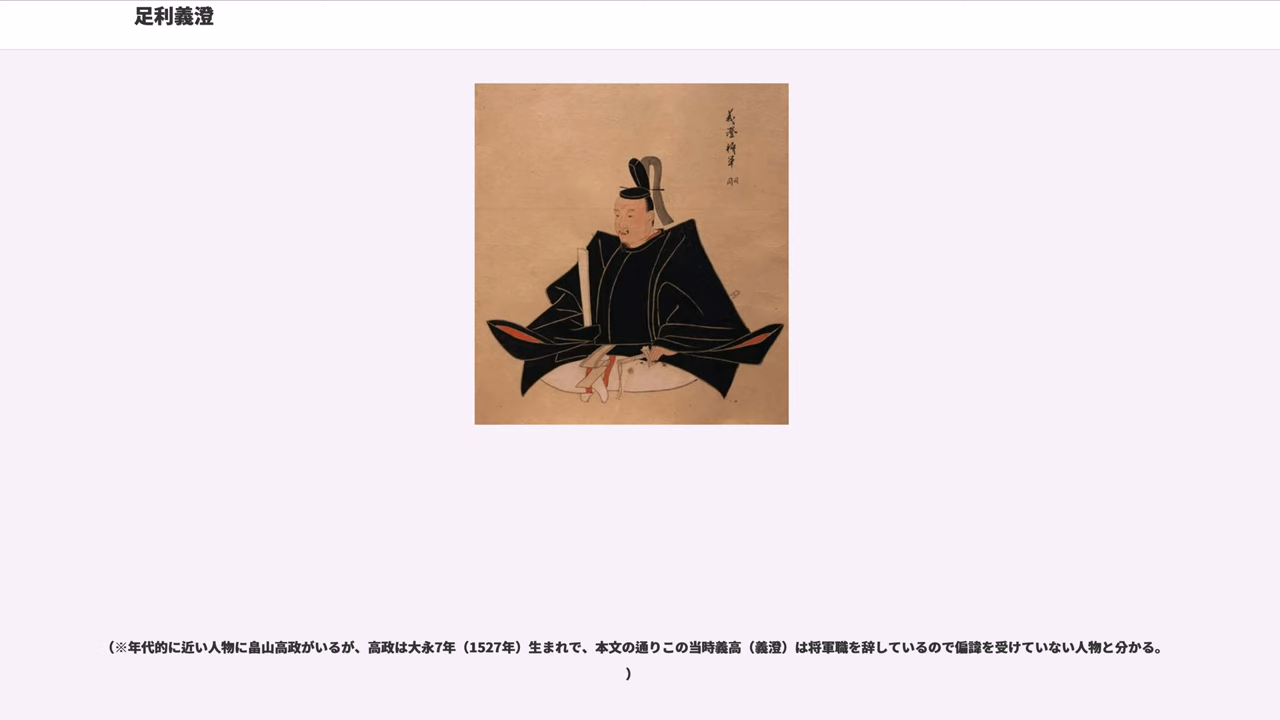 足利義澄
義澄将軍
（※年代的に近い人物に畠山高政がいるが、高政は大永7年（1527年）生まれで、本文の通りこの当時義高（義澄）は将軍職を辞しているので偏諱を受けていない人物と分かる。
）